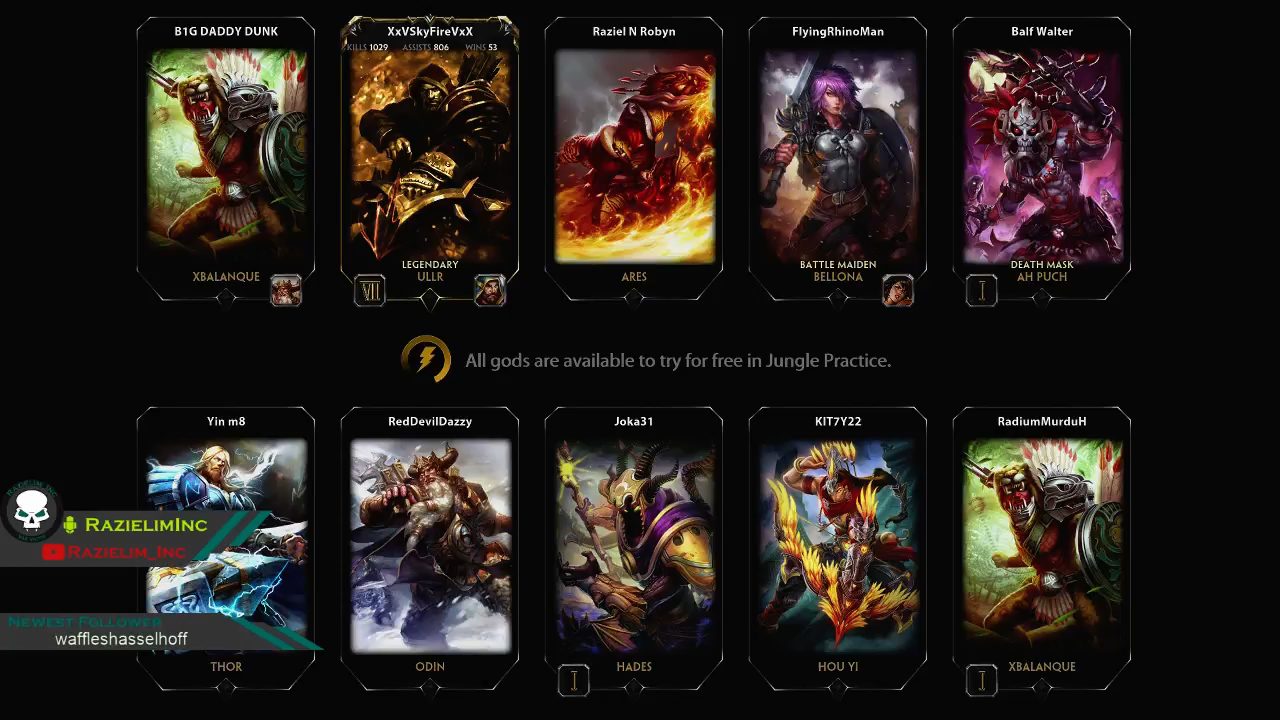 B1G DADDY DUNK
XxVSkyFireVxX
Raziel N Robyn
FlyingRhinoMan
Balf Walter
KILLS 1029 ASSISTS 806 WINS 53
XBALANQUE
LEGENDARY
ULLR
ARES
BATTLE MAIDEN
BELLONA
DEATH MASK
AH PUCH
VII
I
All gods are available to try for free in Jungle Practice.
Yin m8
RedDevilDazzy
Joka31
KIT7Y22
RadiumMurduH
RAZIELIMINC
RAZIELIM_INC
NEWEST FOLLOWER
waffleshasselhoff
THOR
ODIN
HADES
HOU YI
XBALANQUE
I
I